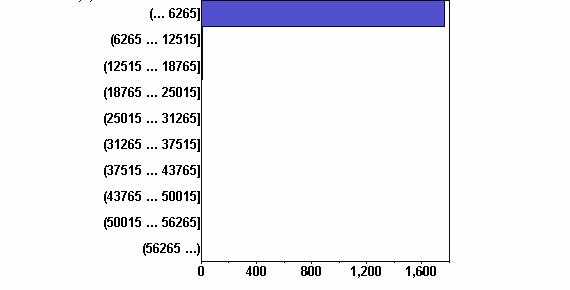 (... 6265]
(6265 ... 12515]
(12515 ... 18765]
(18765 ... 25015]
(25015 ... 31265]
(31265 ... 37515]
(37515 ... 43765]
(43765 ... 50015]
(50015 ... 56265]
(56265 ...)
0 400 800 1,200 1,600